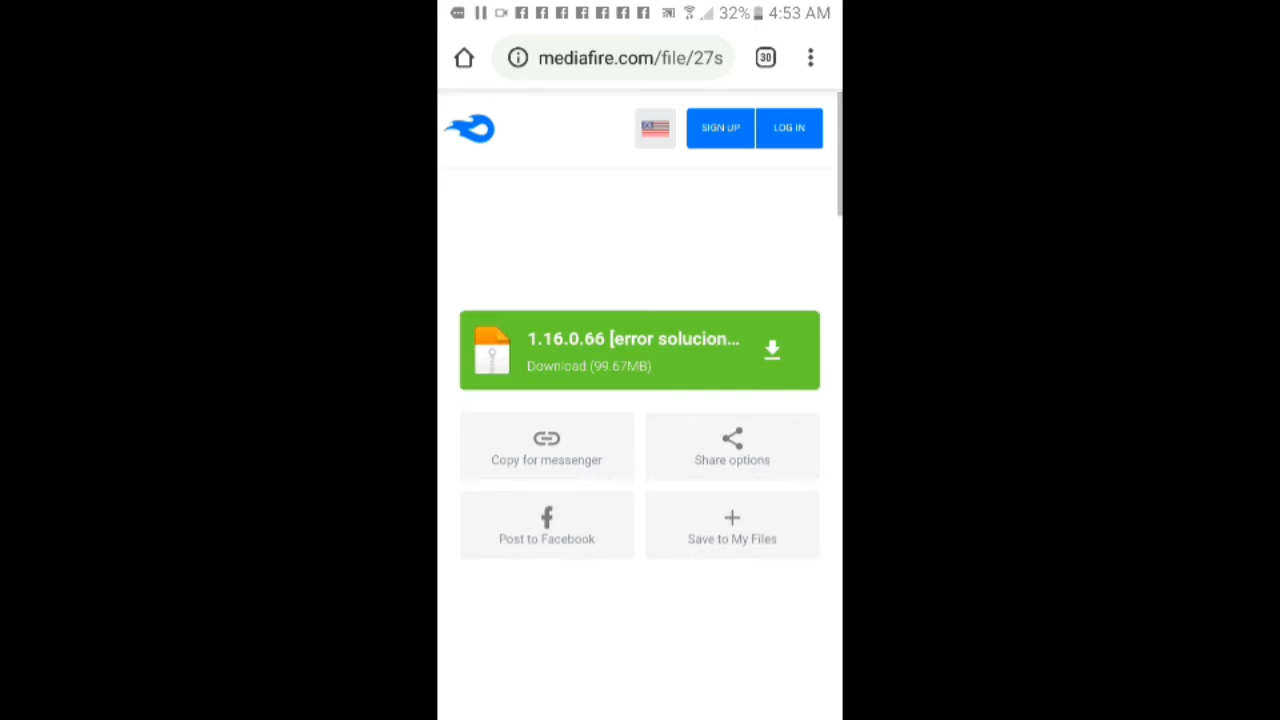 32% 4:53 AM
mediafire.com/file/27s
30
SIGN UP
LOG IN
1.16.0.66 [error solucion...
Download (99.67MB)
Copy for messenger
Share options
Post to Facebook
Save to My Files